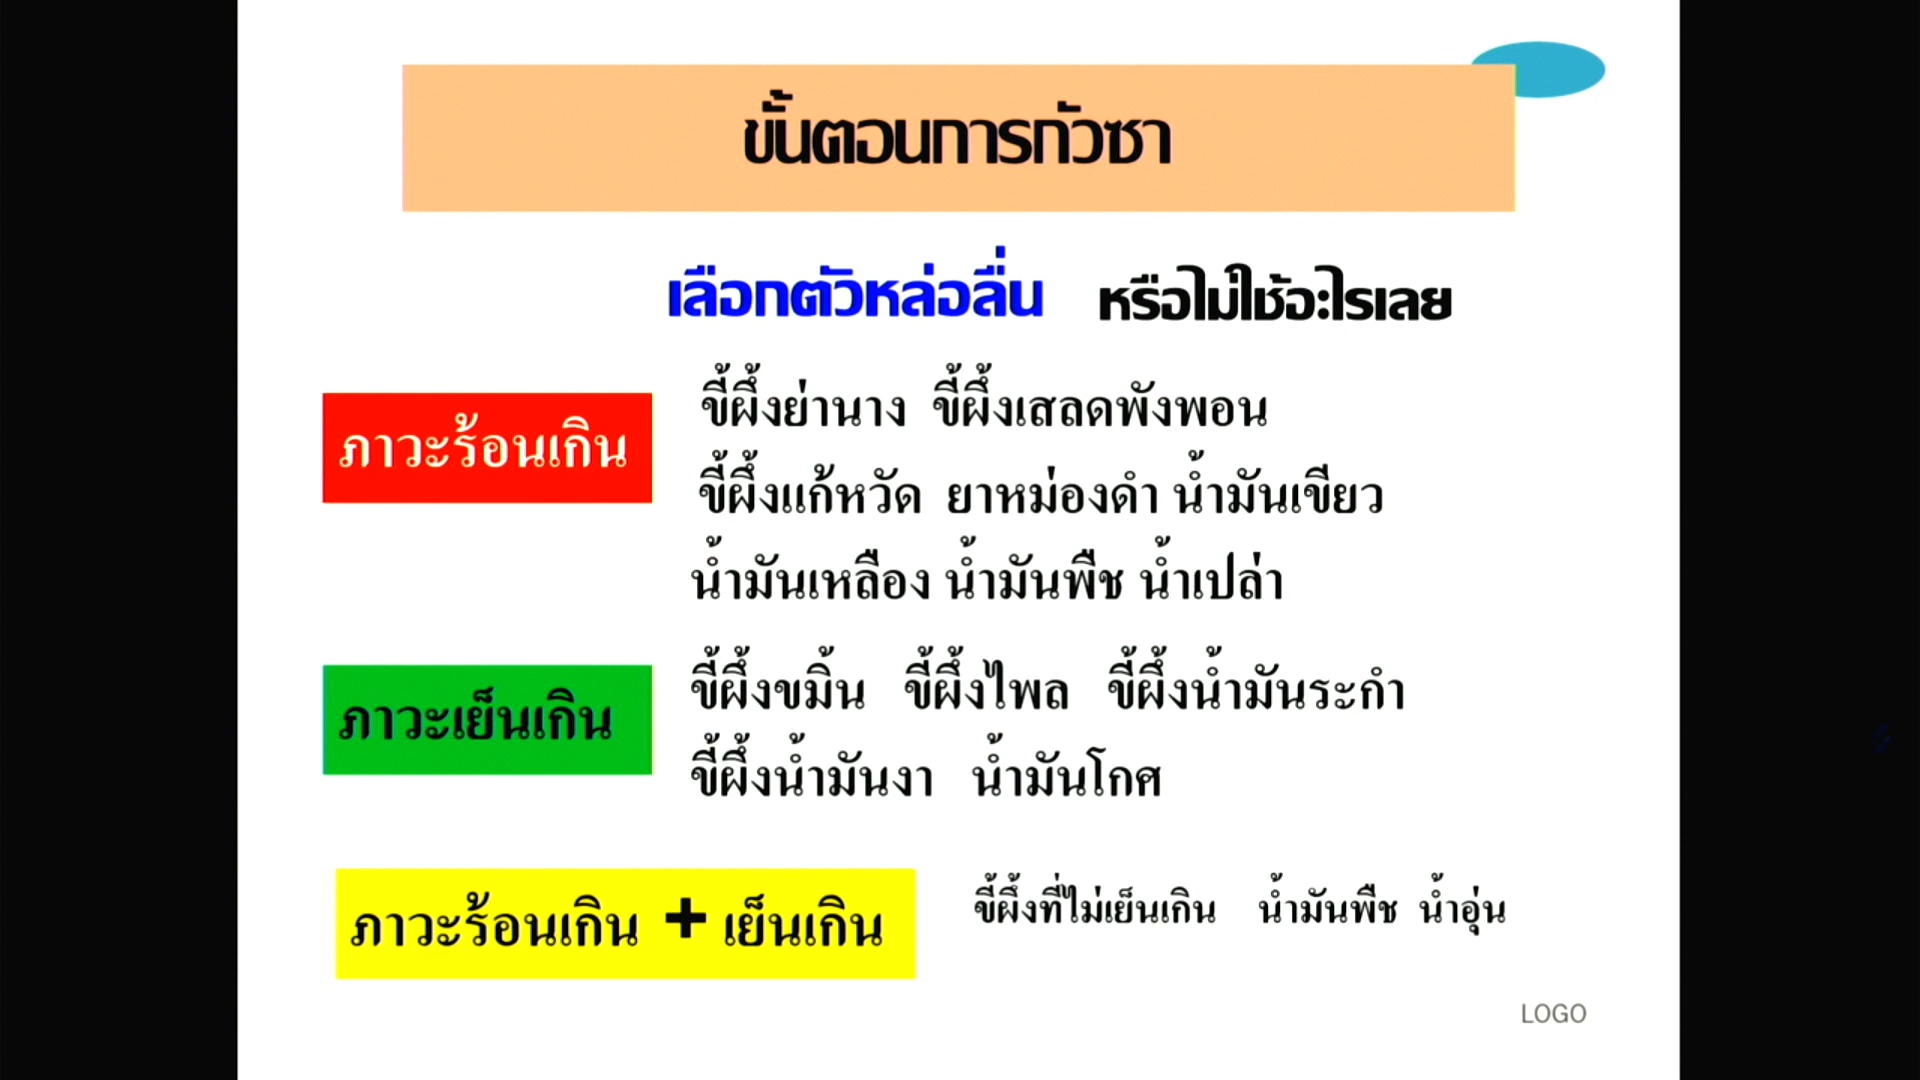 ขั้นตอนการกัวซา
เลือกตัวหล่อลื่น หรือไม่ใช้อะไรเลย
ภาวะร้อนเกิน
ขี้ผึ้งย่านาง ขี้ผึ้งเสลดพังพอน
ขี้ผึ้งแก้หวัด ยาหม่องดำ น้ำมันเขียว
น้ำมันเหลือง น้ำมันพืช น้ำเปล่า
ภาวะเย็นเกิน
ขี้ผึ้งขมิ้น ขี้ผึ้งไพล ขี้ผึ้งน้ำมันระกำ
ขี้ผึ้งน้ำมันงา น้ำมันโกศ
ภาวะร้อนเกิน + เย็นเกิน
ขี้ผึ้งที่ไม่เย็นเกิน น้ำมันพืช น้ำอุ่น
LOGO